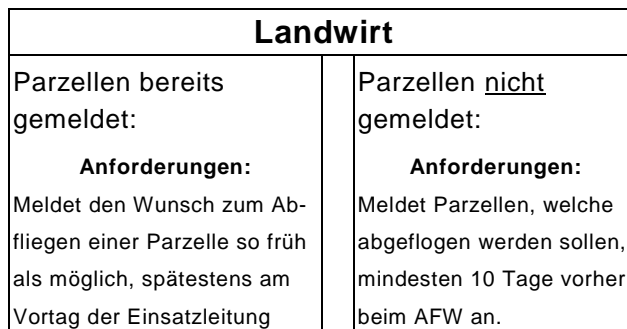 Landwirt
Parzellen bereits
gemeldet:
Anforderungen:
Meldet den Wunsch zum Ab-
fliegen einer Parzelle so früh
als möglich, spätestens am
Vortag der Einsatzleitung
Parzellen nicht
gemeldet:
Anforderungen:
Meldet Parzellen, welche
abgeflogen werden sollen,
mindesten 10 Tage vorher
beim AFW an.